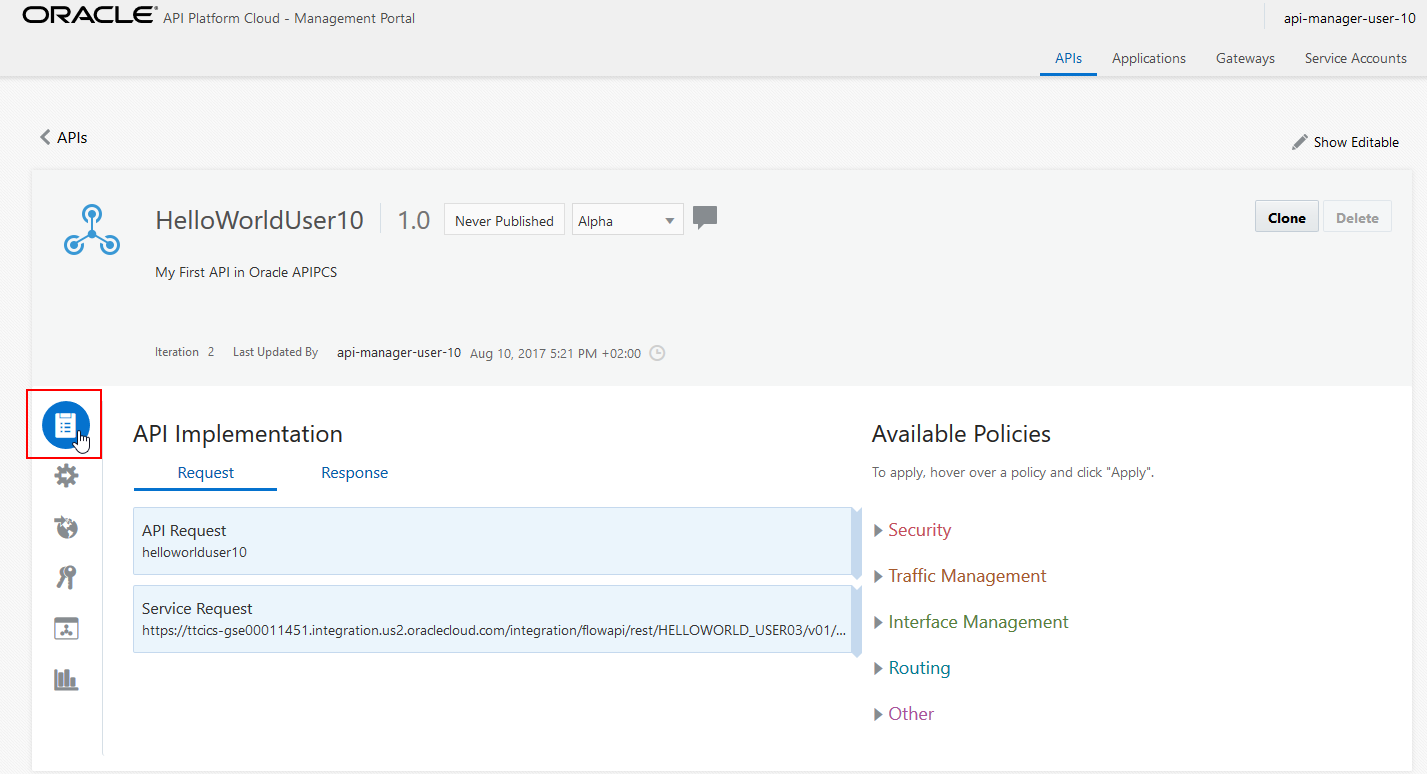 ORACLE® API Platform Cloud - Management Portal
api-manager-user-10
APIs Applications Gateways Service Accounts
APIs
Show Editable
HelloWorldUser10 1.0 Never Published Alpha
Clone Delete
My First API in Oracle APIPCS
Iteration 2 Last Updated By api-manager-user-10 Aug 10, 2017 5:21 PM +02:00
API Implementation
Request Response
API Request
helloworlduser10
Service Request
https://ttcics-gse00011451.integration.us2.oraclecloud.com/integration/flowapi/rest/HELLOWORLD_USER03/v01/...
Available Policies
To apply, hover over a policy and click "Apply".
Security
Traffic Management
Interface Management
Routing
Other